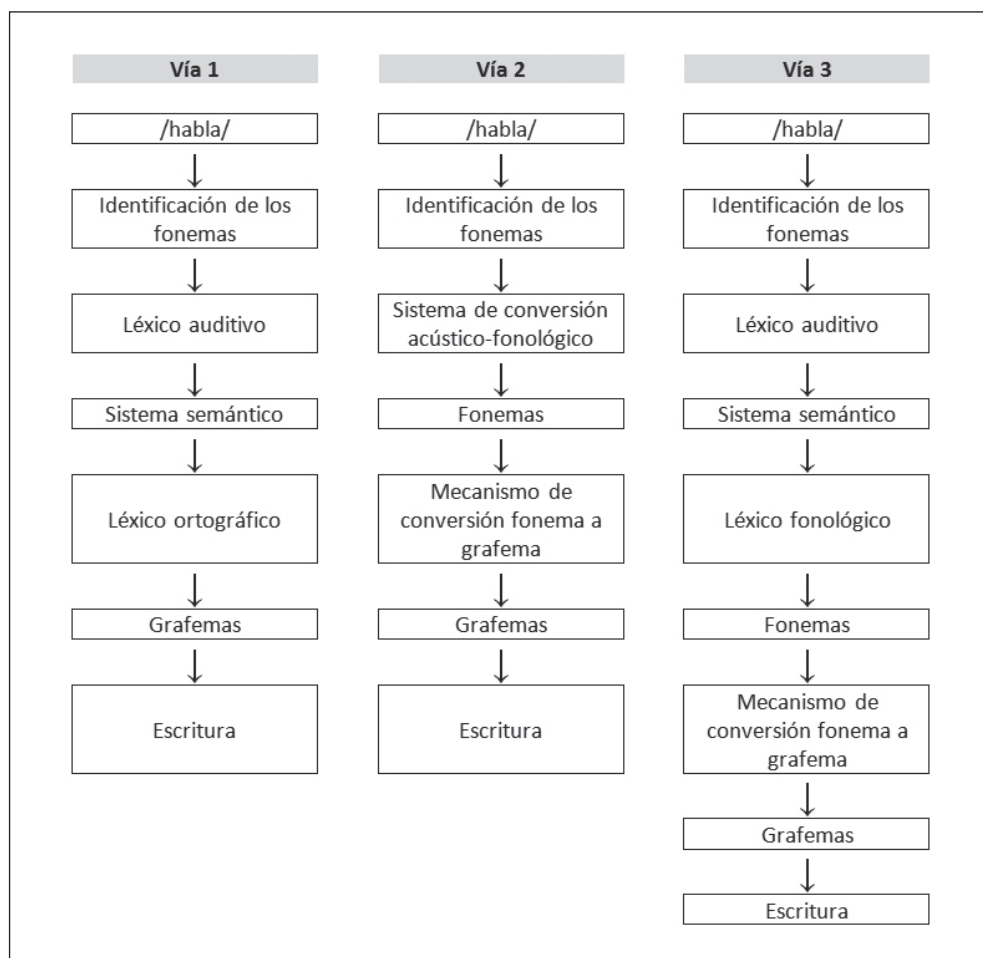 Vía 1
/habla/
Identificación de los
fonemas
Léxico auditivo
Sistema semántico
Léxico ortográfico
Grafemas
Escritura
Vía 2
/habla/
Identificación de los
fonemas
Sistema de conversión
acústico-fonológico
Fonemas
Mecanismo de
conversión fonema a
grafema
Grafemas
Escritura
Vía 3
/habla/
Identificación de los
fonemas
Léxico auditivo
Sistema semántico
Léxico fonológico
Fonemas
Mecanismo de
conversión fonema a
grafema
Grafemas
Escritura